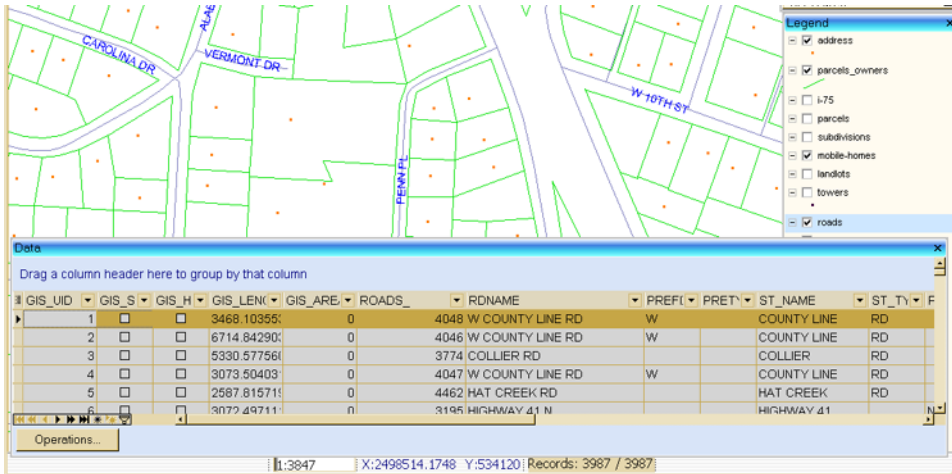 Legend
address
CAROLINA DR
ALAB
VERMONT DR
parcels_owners
W 10TH ST
i-75
parcels
subdivisions
mobile-homes
PENN PL
landlots
towers
roads
Data
Drag a column header here to group by that column
GIS_UID GIS_S GIS_H GIS_LEN( GIS_ARE ROADS_ RDNAME PREFI PRETY ST_NAME ST_TY
1 3468.10355 0 4048 W COUNTY LINE RD W COUNTY LINE RD
2 6714.84290 0 4046 W COUNTY LINE RD W COUNTY LINE RD
3 5330.57756 0 3774 COLLIER RD COLLIER RD
4 3073.50403 0 4047 W COUNTY LINE RD W COUNTY LINE RD
5 2587.81571 0 4462 HAT CREEK RD HAT CREEK RD
6 3072.49711 0 3195 HIGHWAY 41 N HIGHWAY 41 N
Operations...
1:3847 X:2498514.1748 Y:534120 Records: 3987 / 3987